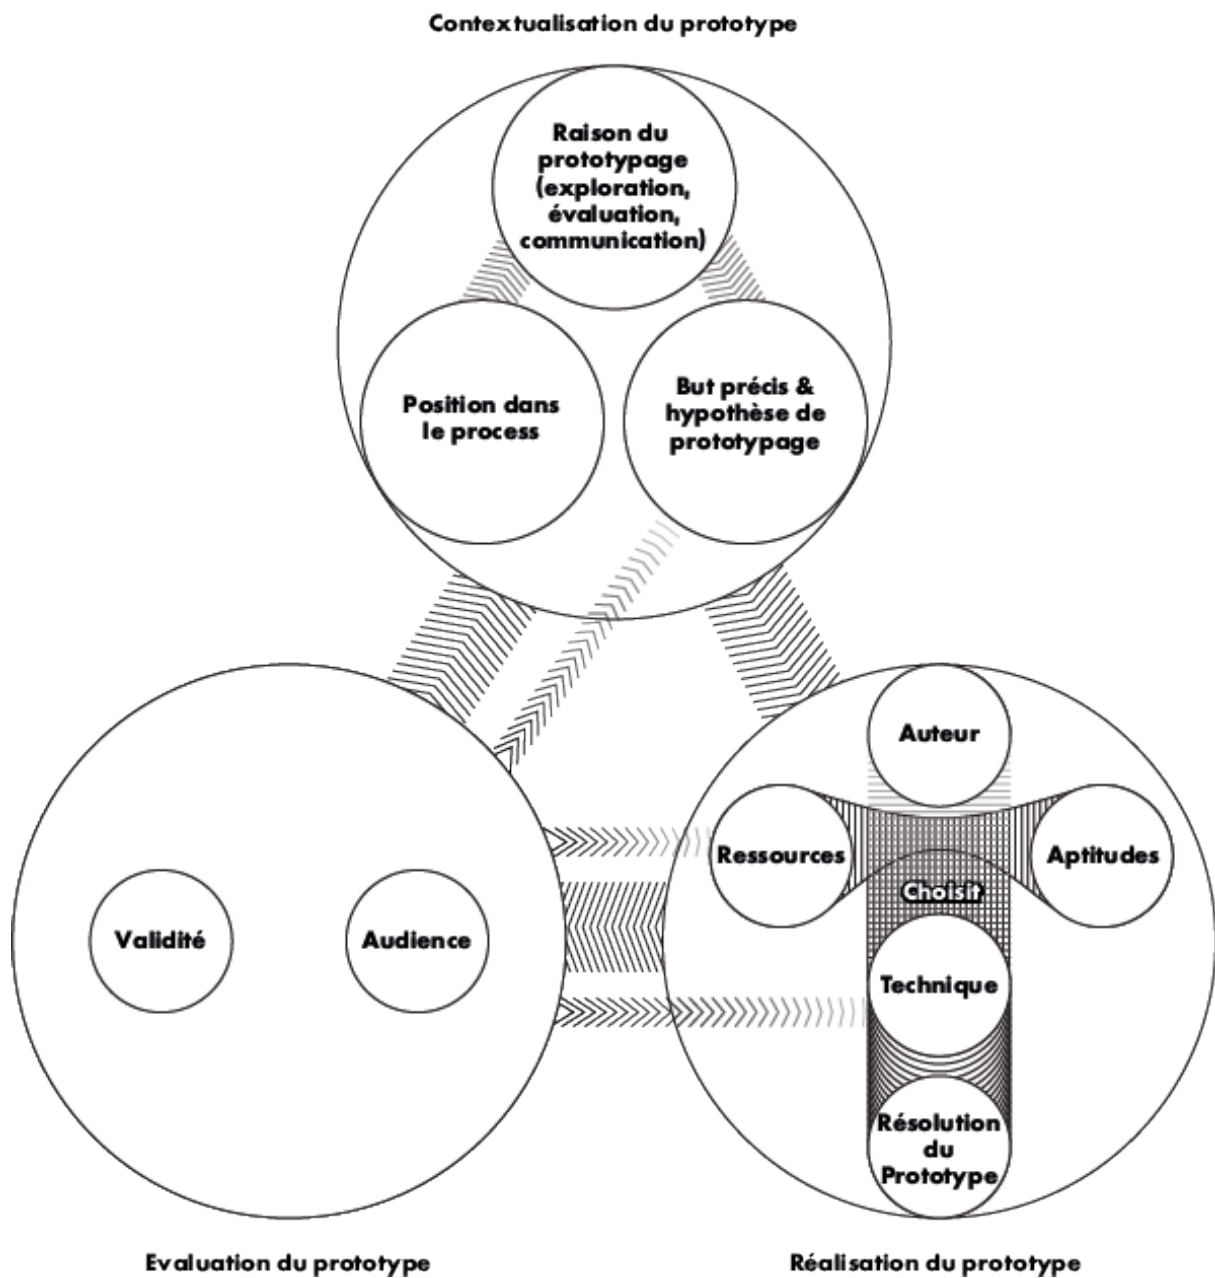 Contextualisation du prototype
Raison du
prototypage
(exploration,
évaluation,
communication)
Position dans
le process
But précis &
hypothèse de
prototypage
Auteur
Ressources
Aptitudes
Choisit
Validité
Audience
Technique
Résolution
du
Prototype
Evaluation du prototype
Réalisation du prototype